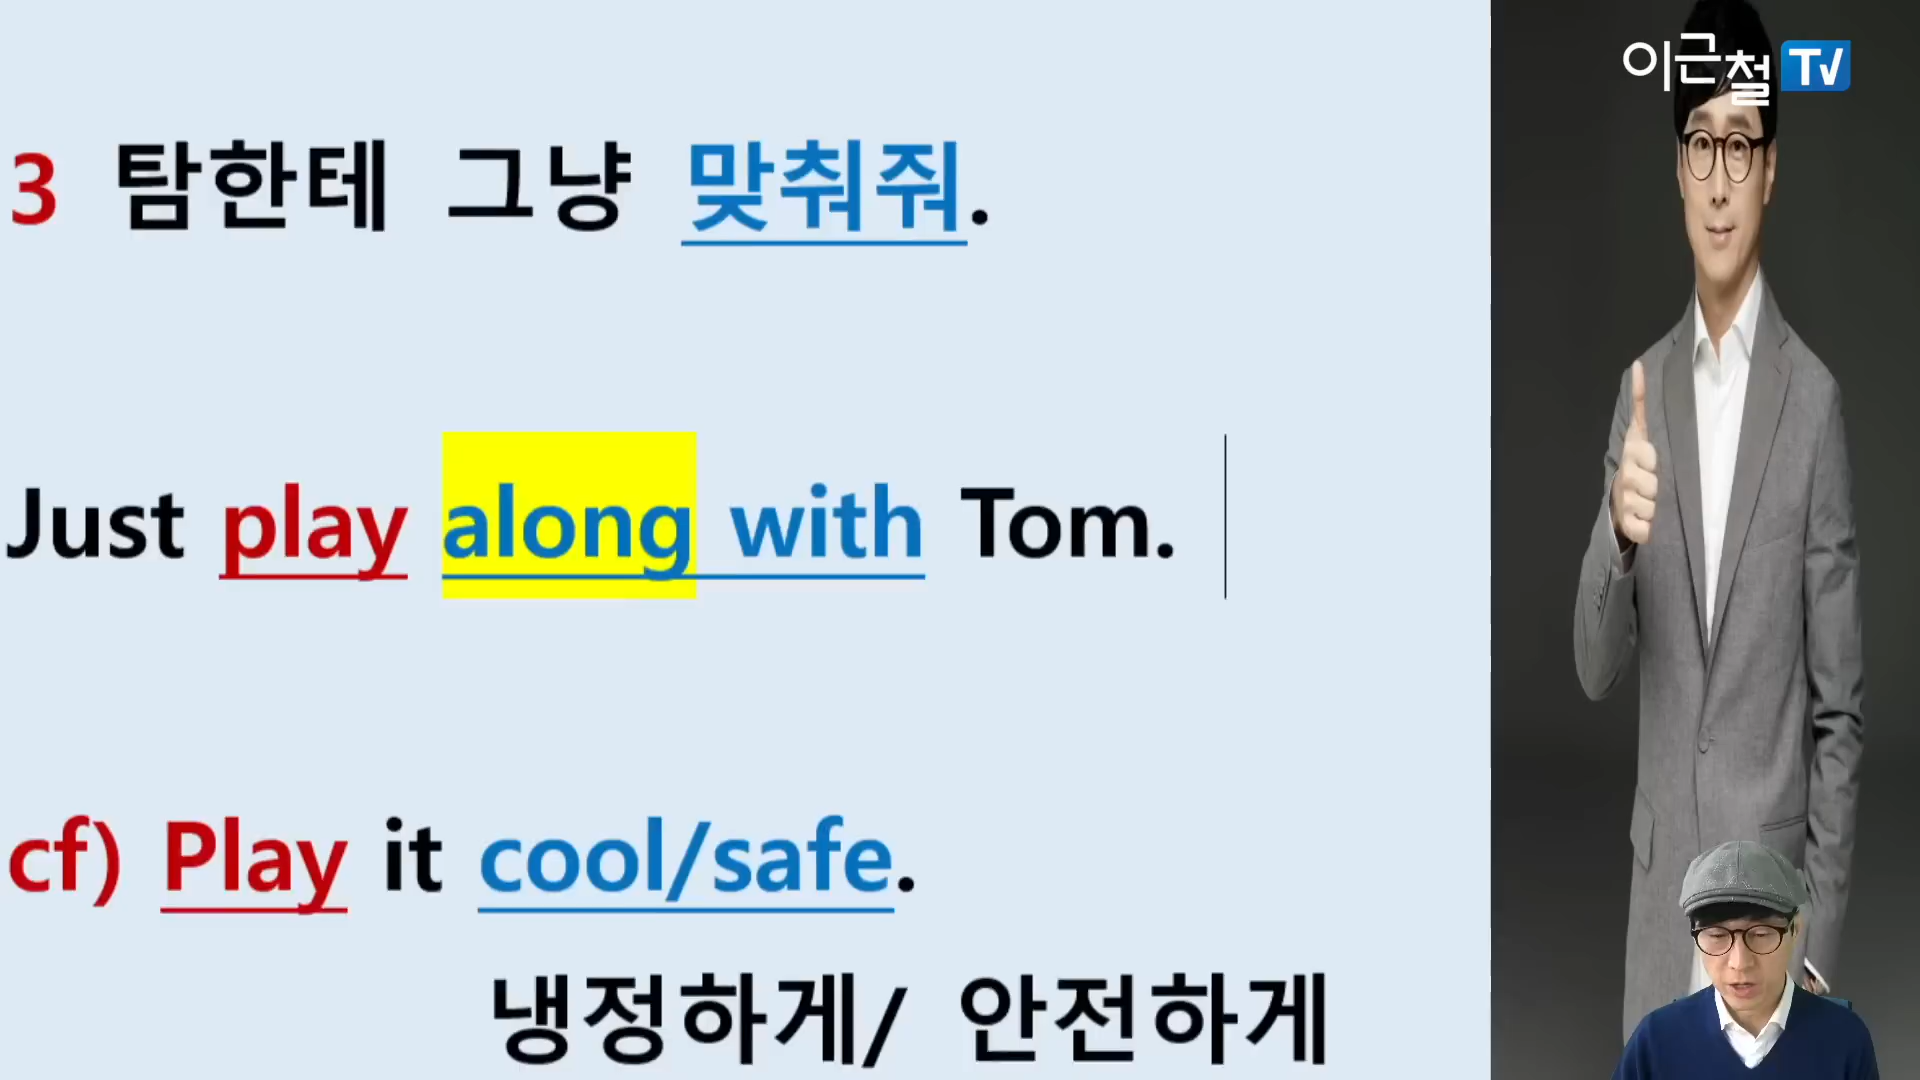 이근철 TV
3 탐한테 그냥 맞춰줘.
Just play along with Tom.
cf) Play it cool/safe.
냉정하게/ 안전하게